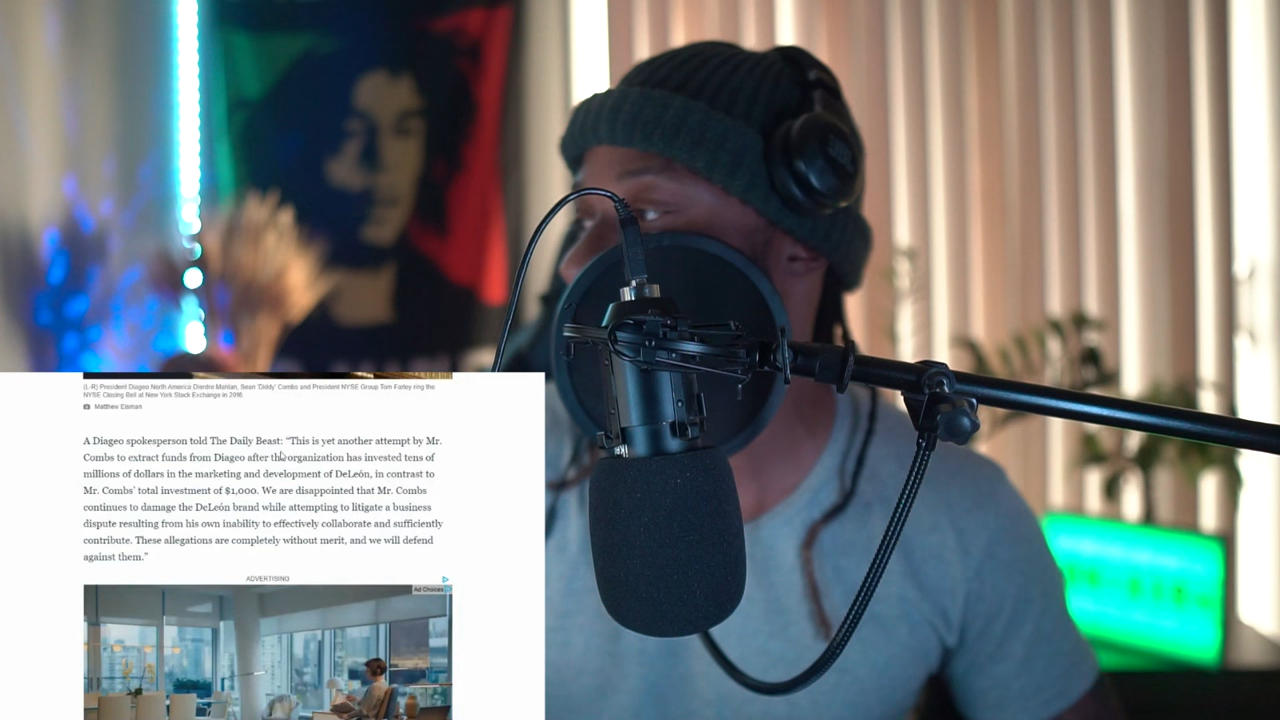 (L-R) President Diageo North America Dierdre Mahlan, Sean 'Diddy' Combs and President NYSE Group Tom Farley ring the
NYSE Closing Bell at New York Stock Exchange in 2016.
Matthew Eisman
A Diageo spokesperson told The Daily Beast: “This is yet another attempt by Mr.
Combs to extract funds from Diageo after the organization has invested tens of
millions of dollars in the marketing and development of DeLeón, in contrast to
Mr. Combs’ total investment of $1,000. We are disappointed that Mr. Combs
continues to damage the DeLeón brand while attempting to litigate a business
dispute resulting from his own inability to effectively collaborate and sufficiently
contribute. These allegations are completely without merit, and we will defend
against them.”
ADVERTISING
Ad Choices